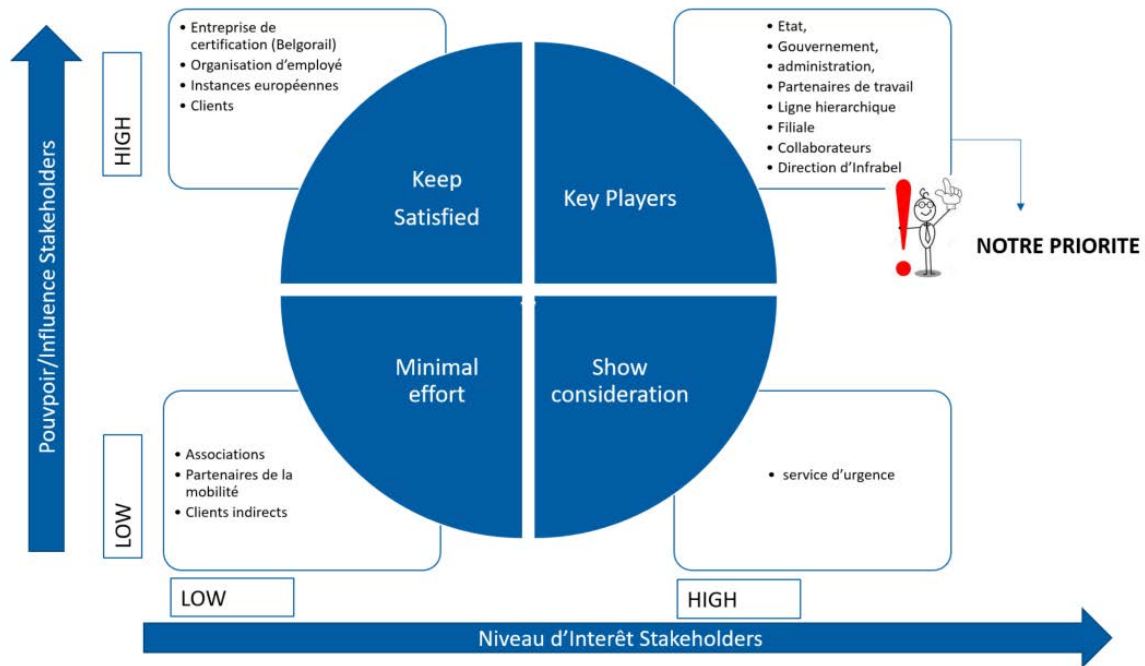 Pouvpoir/Influence Stakeholders
HIGH
LOW
• Entreprise de
certification (Belgorail)
• Organisation d'employé
• Instances européennes
• Clients
• Etat,
• Gouvernement,
• administration,
• Partenaires de travail
• Ligne hierarchique
• Filiale
• Collaborateurs
• Direction d'Infrabel
Keep
Satisfied
Key Players
NOTRE PRIORITE
Minimal
effort
Show
consideration
• Associations
• Partenaires de la
mobilité
• Clients indirects
• service d'urgence
LOW
HIGH
Niveau d'Interêt Stakeholders